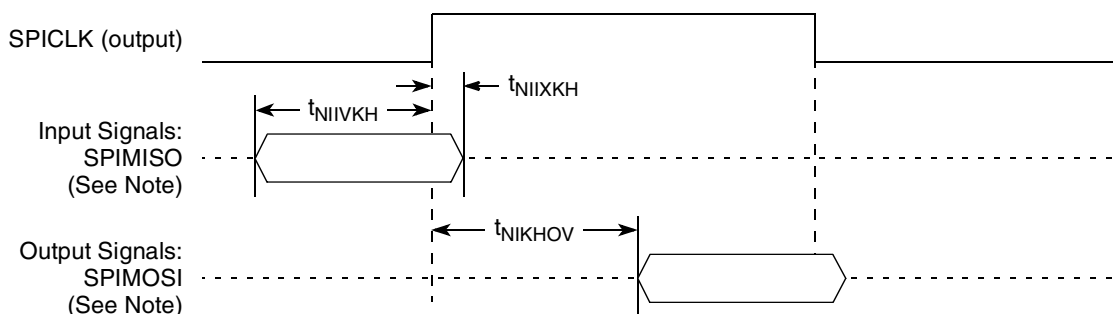 SPICLK (output)
tNIIXKH
tNIIVKH
Input Signals:
SPIMISO
(See Note)
tNIKHOV
Output Signals:
SPIMOSI
(See Note)